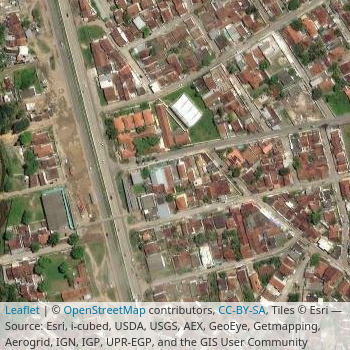 Leaflet | © OpenStreetMap contributors, CC-BY-SA, Tiles © Esri —
Source: Esri, i-cubed, USDA, USGS, AEX, GeoEye, Getmapping,
Aerogrid, IGN, IGP, UPR-EGP, and the GIS User Community